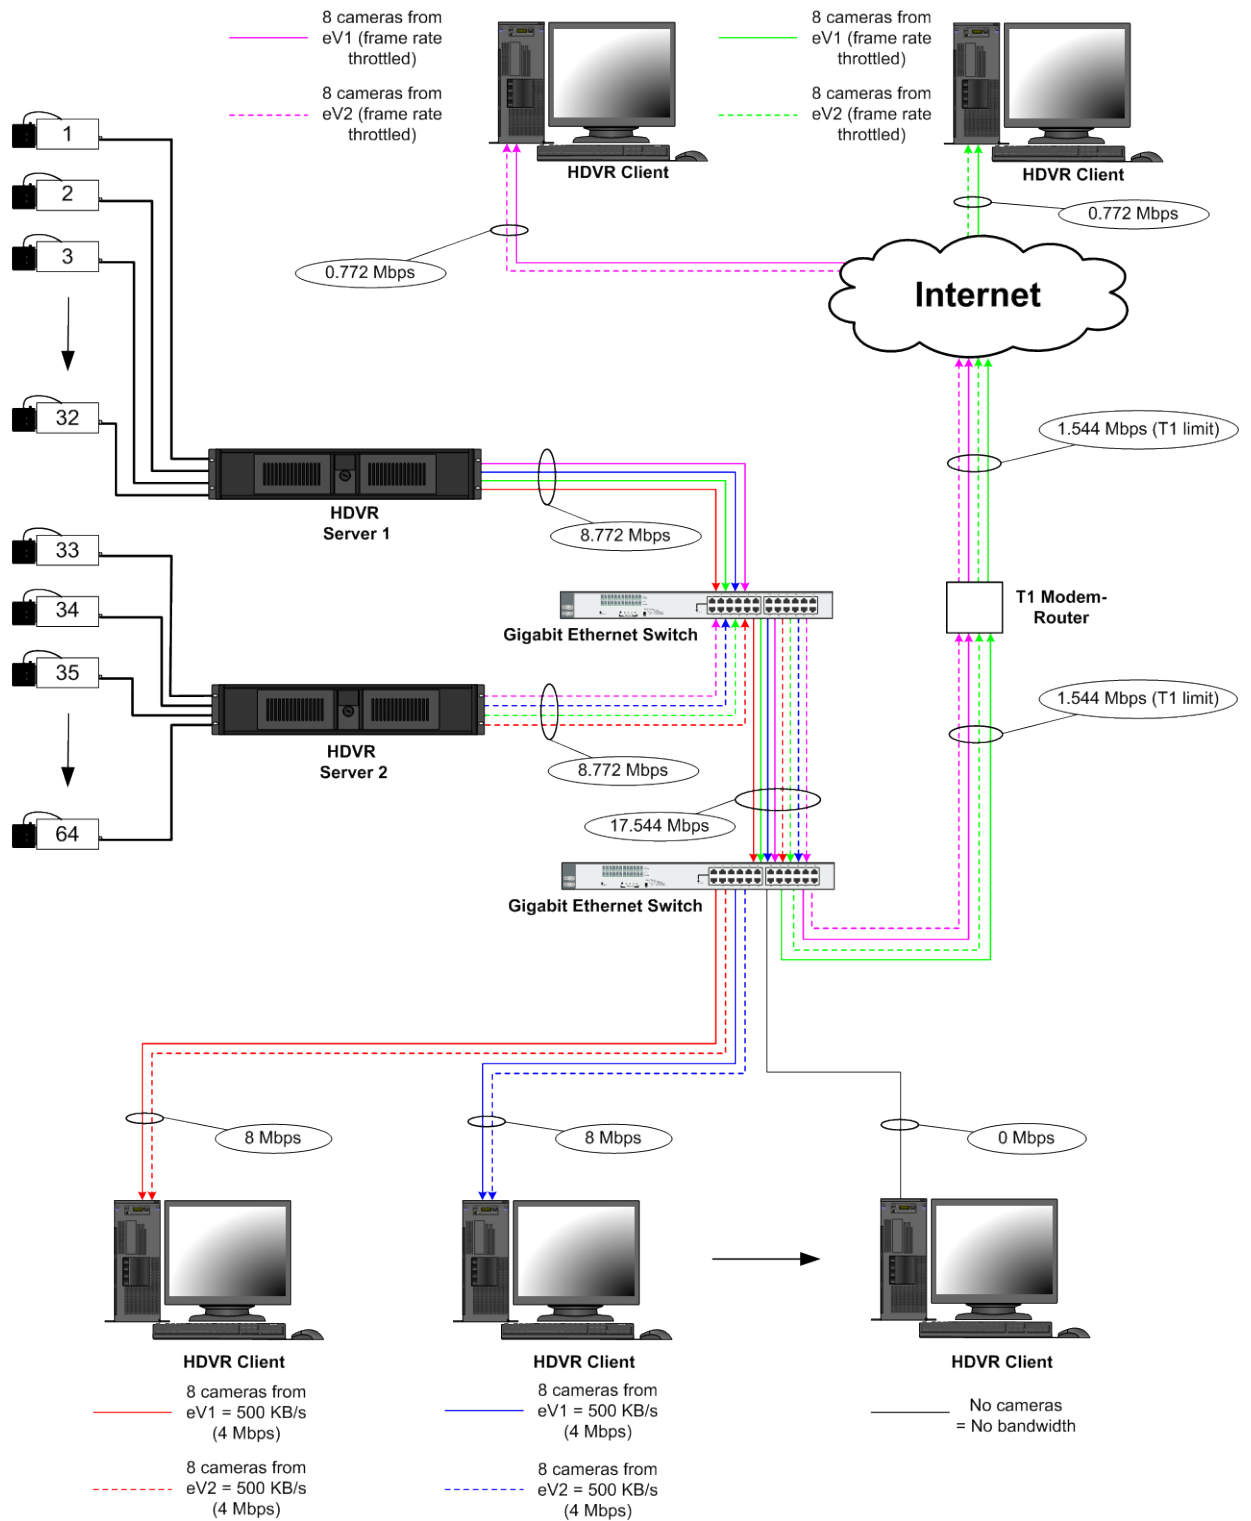 8 cameras from
eV1 (frame rate
throttled)
8 cameras from
eV2 (frame rate
throttled)
8 cameras from
eV1 (frame rate
throttled)
8 cameras from
eV2 (frame rate
throttled)
HDVR Client
HDVR Client
0.772 Mbps
0.772 Mbps
Internet
1
2
3
32
1.544 Mbps (T1 limit)
HDVR
Server 1
8.772 Mbps
33
34
35
64
Gigabit Ethernet Switch
T1 Modem-
Router
1.544 Mbps (T1 limit)
HDVR
Server 2
8.772 Mbps
17.544 Mbps
Gigabit Ethernet Switch
8 Mbps
8 Mbps
0 Mbps
HDVR Client
HDVR Client
HDVR Client
8 cameras from
eV1 = 500 KB/s
(4 Mbps)
8 cameras from
eV2 = 500 KB/s
(4 Mbps)
8 cameras from
eV1 = 500 KB/s
(4 Mbps)
8 cameras from
eV2 = 500 KB/s
(4 Mbps)
No cameras
= No bandwidth